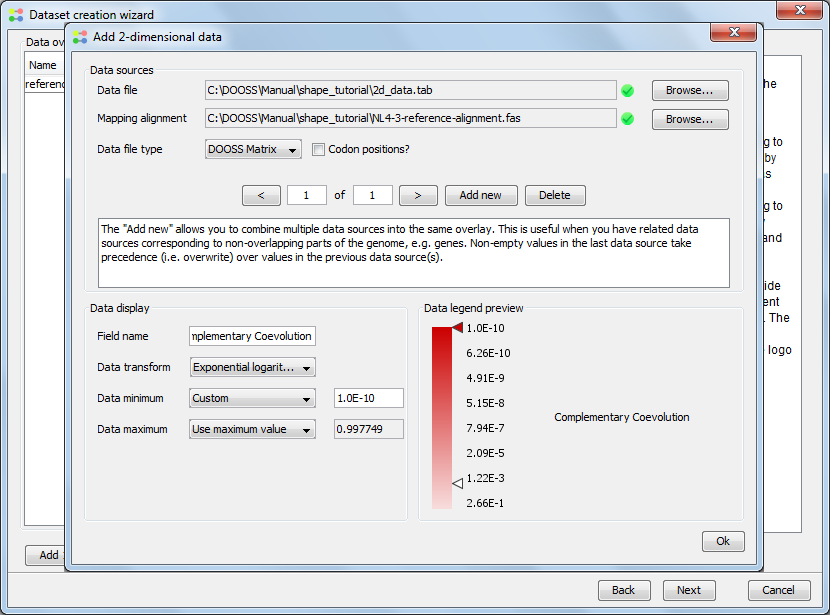 Dataset creation wizard
Add 2-dimensional data
Data ov
Name
Data sources
Data file
C:\DOOSS\Manual\shape_tutorial\2d_data.tab
Browse...
he
referenc
Mapping alignment
C:\DOOSS\Manual\shape_tutorial\NL4-3-reference-alignment.fas
Browse...
Data file type
DOOSS Matrix
Codon positions?
g to
by
s
<
1
of
1
>
Add new
Delete
g to
and
The "Add new" allows you to combine multiple data sources into the same overlay. This is useful when you have related data
sources corresponding to non-overlapping parts of the genome, e.g. genes. Non-empty values in the last data source take
precedence (i.e. overwrite) over values in the previous data source(s).
ide
ent
. The
logo
Data display
Field name
mplementary Coevolution
Data transform
Exponential logarit...
Data minimum
Custom
1.0E-10
Data maximum
Use maximum value
0.997749
Data legend preview
1.0E-10
6.26E-10
4.91E-9
5.15E-8
7.94E-7
2.09E-5
1.22E-3
2.66E-1
Complementary Coevolution
Ok
Add
Back
Next
Cancel